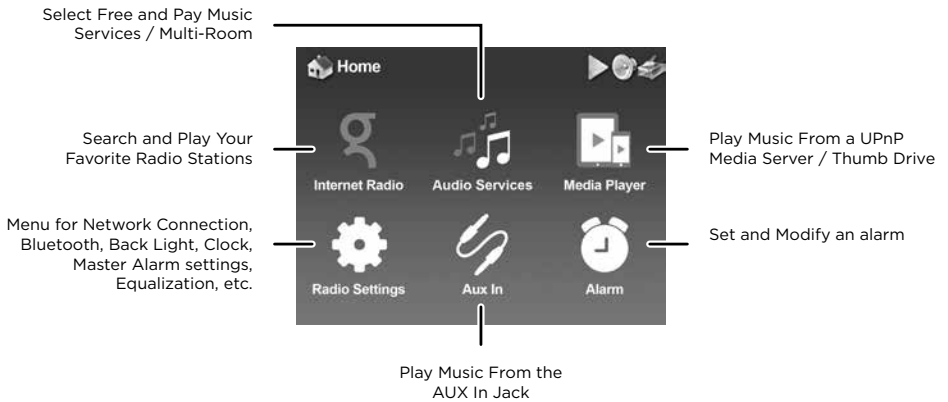 Select Free and Pay Music
Services / Multi-Room
Home
Search and Play Your
Favorite Radio Stations
Internet Radio
Audio Services
Media Player
Play Music From a UPnP
Media Server / Thumb Drive
Menu for Network Connection,
Bluetooth, Back Light, Clock,
Master Alarm settings,
Equalization, etc.
Radio Settings
Aux In
Alarm
Set and Modify an alarm
Play Music From the
AUX In Jack